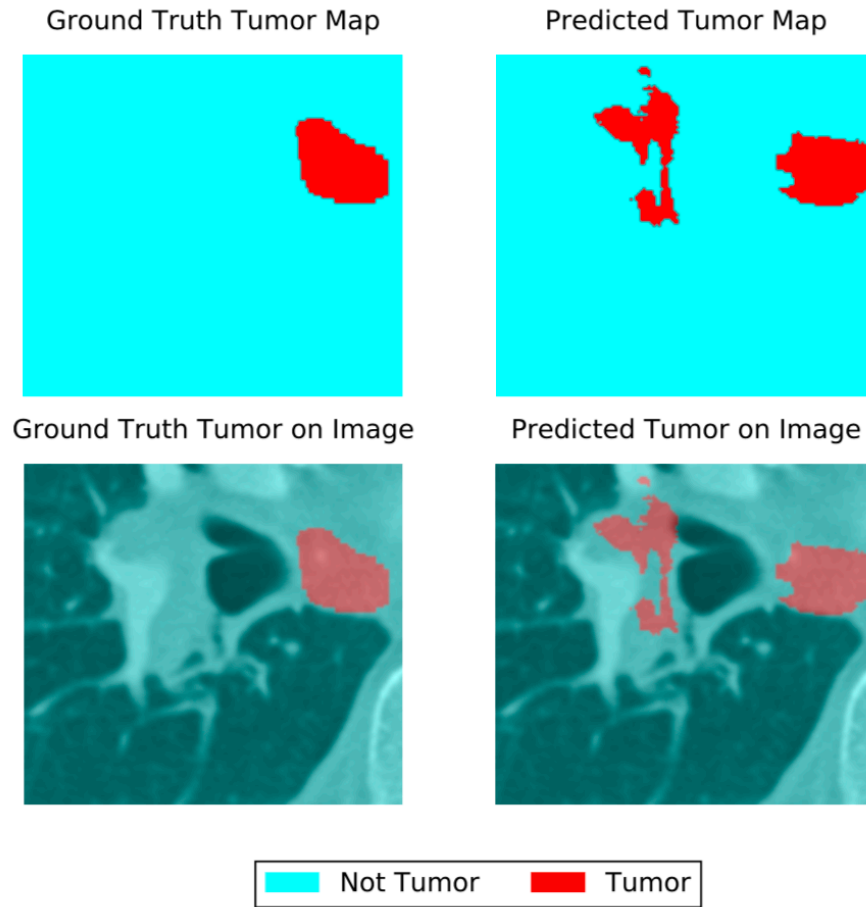 Ground Truth Tumor Map
Predicted Tumor Map
Ground Truth Tumor on Image
Predicted Tumor on Image
Not Tumor
Tumor